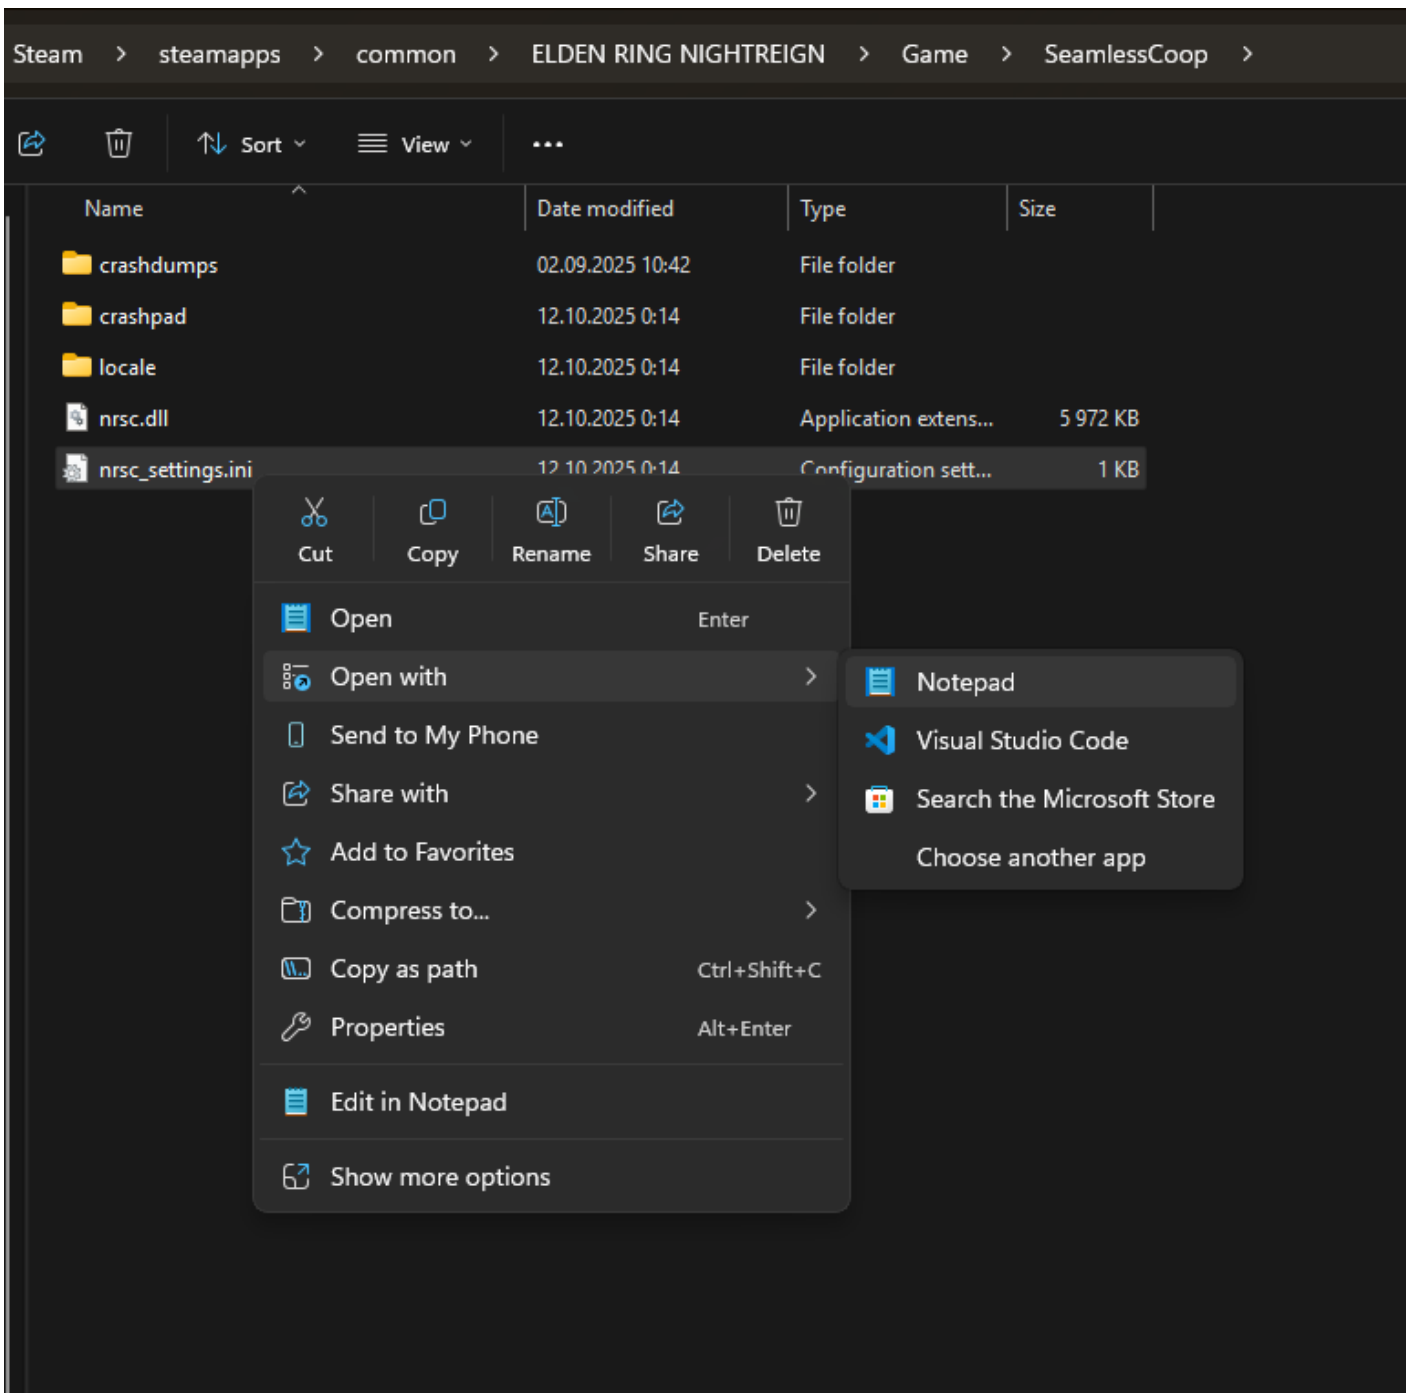 Steam > steamapps > common > ELDEN RING NIGHTREIGN > Game > SeamlessCoop >
Sort View ...
Name Date modified Type Size
crashdumps 02.09.2025 10:42 File folder
crashpad 12.10.2025 0:14 File folder
locale 12.10.2025 0:14 File folder
nrsc.dll 12.10.2025 0:14 Application extens... 5 972 KB
nrsc_settings.ini 12.10.2025 0:14 Configuration sett... 1 KB
Cut Copy Rename Share Delete
Open Enter
Open with
Notepad
Send to My Phone
Visual Studio Code
Share with
Search the Microsoft Store
Add to Favorites
Choose another app
Compress to...
Copy as path Ctrl+Shift+C
Properties Alt+Enter
Edit in Notepad
Show more options